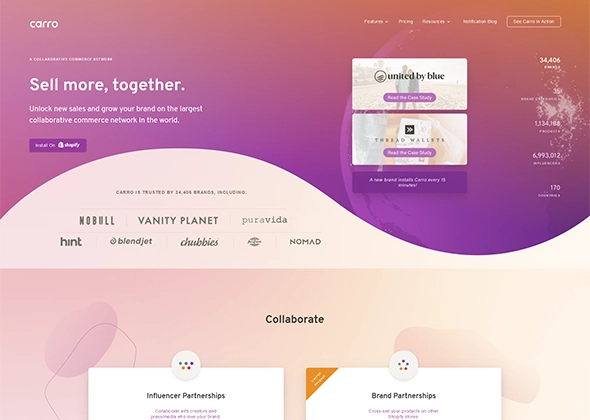 carro
Features
Pricing
Resources
Notification Blog
See Carro In Action
A COLLABORATIVE COMMERCE NETWORK
Sell more, together.
Unlock new sales and grow your brand on the largest
collaborative commerce network in the world.
Install On shopify
united by blue
Read the Case Study
THREAD WALLETS
Read the Case Study
A new brand installs Carro every 15
minutes!
34,406
BRANDS
1,134,188
PRODUCTS
6,993,012
INFLUENCERS
170
COUNTRIES
CARRO IS TRUSTED BY 34,406 BRANDS, INCLUDING:
NOBULL
VANITY PLANET
puravida
hint
blendjet
chubbies
NOMAD
Collaborate
Influencer Partnerships
Collaborate with creators and
press/media who love your brand
Brand Partnerships
Cross-sell your products on other
Shopify stores.